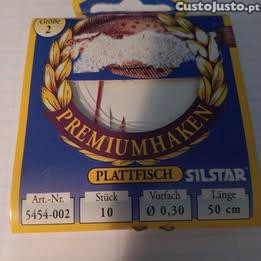 CustoJusto.pt
Größe
2
PREMIUMHAKEN
PLATTFISCH SILSTAR
Art.-Nr. Stück Vorfach Länge
5454-002 10 Ø 0,30 50 cm